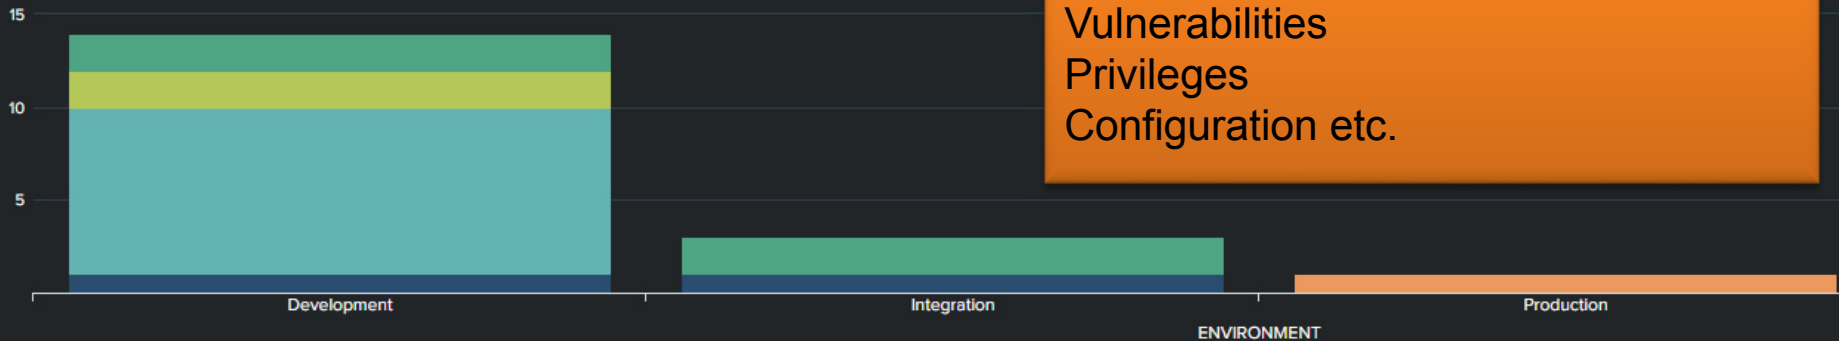 15
Vulnerabilities
Privileges
10
Configuration etc.
5
Development
Integration
Production
ENVIRONMENT